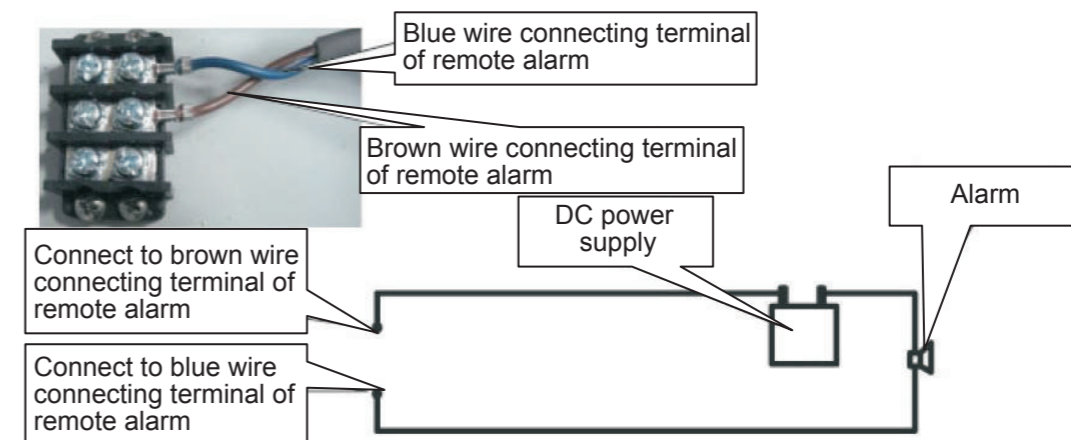 Blue wire connecting terminal
of remote alarm
Brown wire connecting terminal
of remote alarm
DC power
supply
Alarm
Connect to brown wire
connecting terminal of
remote alarm
Connect to blue wire
connecting terminal of
remote alarm